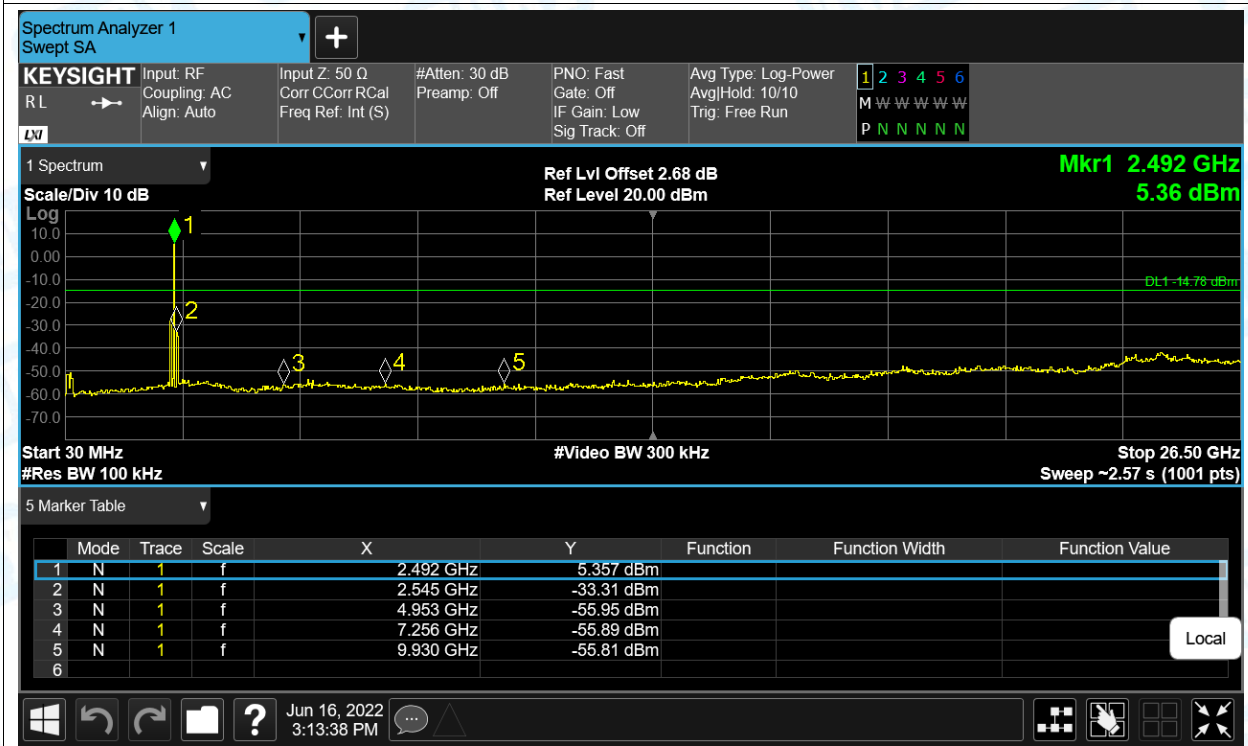 Spectrum Analyzer 1
Swept SA
KEYSIGHT Input: RF Input Z: 50 Ω #Atten: 30 dB PNO: Fast Avg Type: Log-Power 1 2 3 4 5 6
R L Coupling: AC Corr CCorr RCal Preamp: Off Gate: Off Avg|Hold: 10/10 M W W W W W
Align: Auto Freq Ref: Int (S) IF Gain: Low Trig: Free Run
LXI Sig Track: Off P N N N N N
1 Spectrum Ref Lvl Offset 2.68 dB Mkr1 2.492 GHz
Scale/Div 10 dB Ref Level 20.00 dBm 5.36 dBm
Log
1
10.0
0.00
-10.0 DL1 -14.78 dBm
-20.0
2
-30.0
-40.0
3 4 5
-50.0
-60.0
-70.0
Start 30 MHz #Video BW 300 kHz Stop 26.50 GHz
#Res BW 100 kHz Sweep ~2.57 s (1001 pts)
5 Marker Table
Mode Trace Scale X Y Function Function Width Function Value
1 N 1 f 2.492 GHz 5.357 dBm
2 N 1 f 2.545 GHz -33.31 dBm
3 N 1 f 4.953 GHz -55.95 dBm
4 N 1 f 7.256 GHz -55.89 dBm
5 N 1 f 9.930 GHz -55.81 dBm
6
Local
? Jun 16, 2022
3:13:38 PM